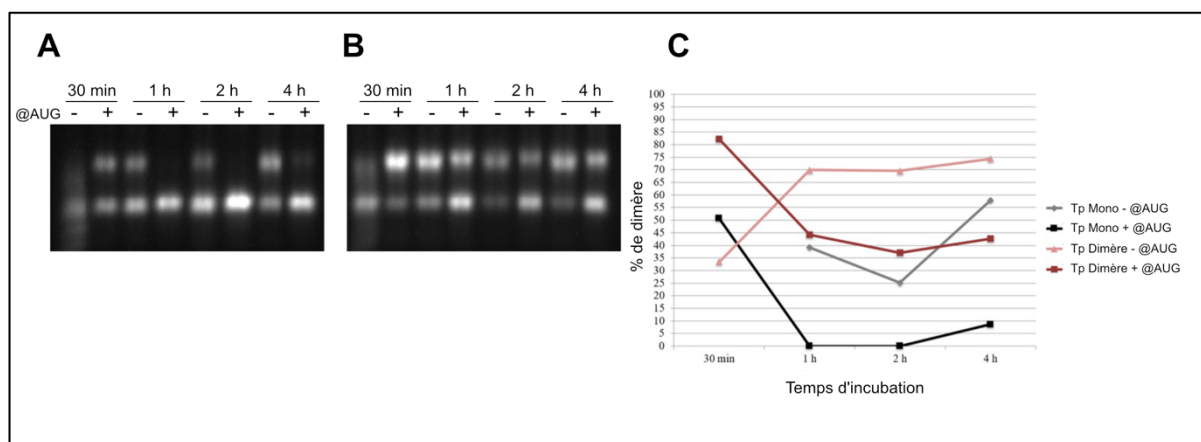 A
B
C
30 min 1 h 2 h 4 h
@AUG - + - + - + - +
30 min 1 h 2 h 4 h
- + - + - + - +
% de dimère
100
95
90
85
80
75
70
65
60
55
50
45
40
35
30
25
20
15
10
5
0
30 min 1 h 2 h 4 h
Temps d'incubation
Tp Mono - @AUG
Tp Mono + @AUG
Tp Dimère - @AUG
Tp Dimère + @AUG